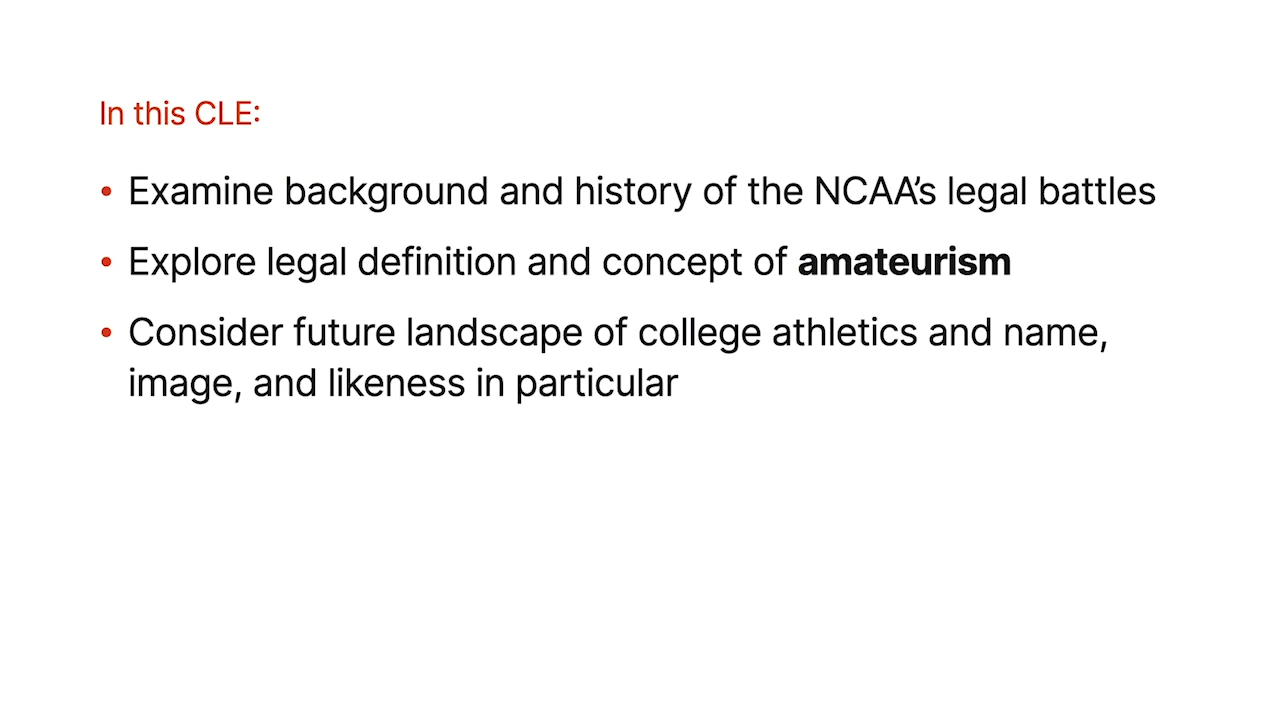 In this CLE:
• Examine background and history of the NCAA’s legal battles
• Explore legal definition and concept of amateurism
• Consider future landscape of college athletics and name,
image, and likeness in particular